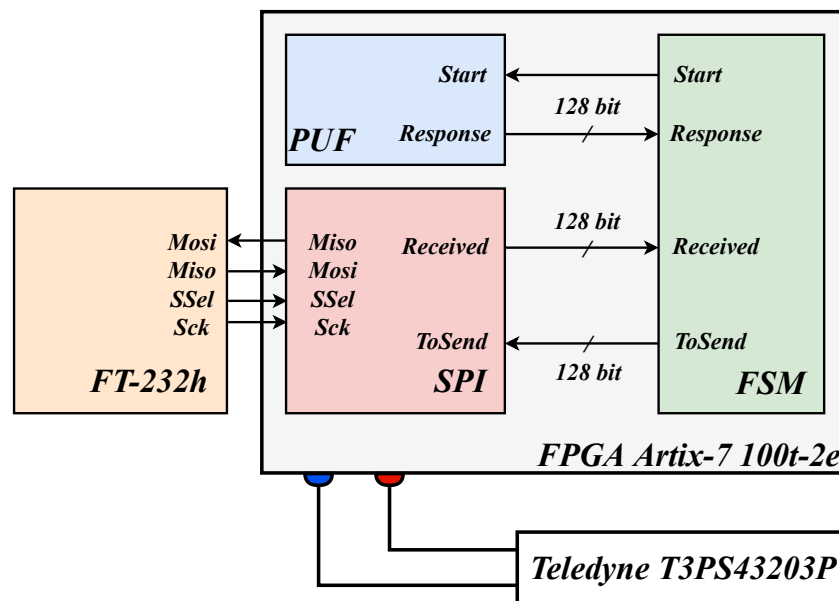 Start
Start
128 bit
PUF
Response
Response
Mosi
Miso
Received
128 bit
Received
Miso
Mosi
SSel
SSel
Sck
Sck
ToSend
ToSend
128 bit
FT-232h
SPI
FSM
FPGA Artix-7 100t-2e
Teledyne T3PS43203P